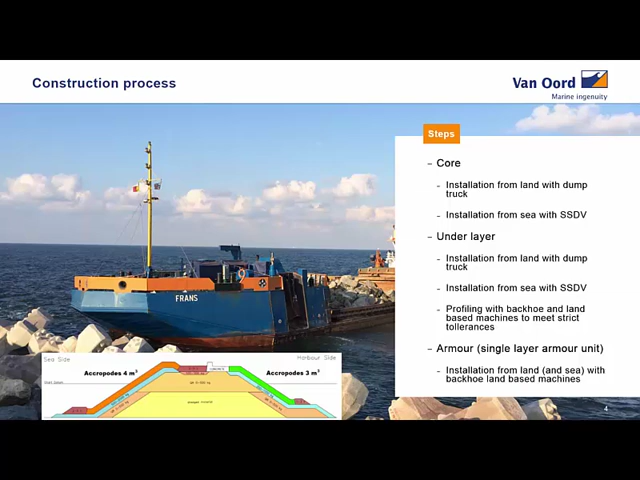 Construction process
Van Oord
Marine ingenuity
Steps
– Core
- Installation from land with dump
truck
- Installation from sea with SSDV
– Under layer
- Installation from land with dump
truck
- Installation from sea with SSDV
- Profiling with backhoe and land
based machines to meet strict
tollerances
– Armour (single layer armour unit)
- Installation from land (and sea) with
backhoe land based machines
FRANS
Sea Side
Harbour Side
Accropodes 4 m³
Accropodes 3 m³
4